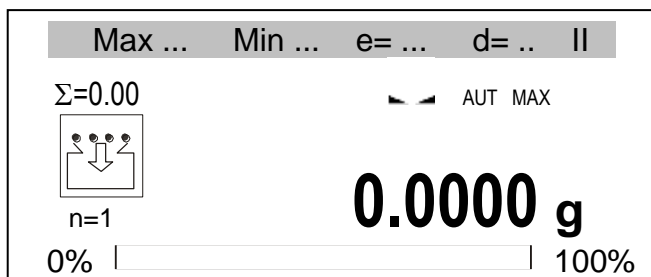 Max ... Min ... e= ... d= .. II
Σ=0.00 AUT MAX
0.0000 g
n=1
0% 100%